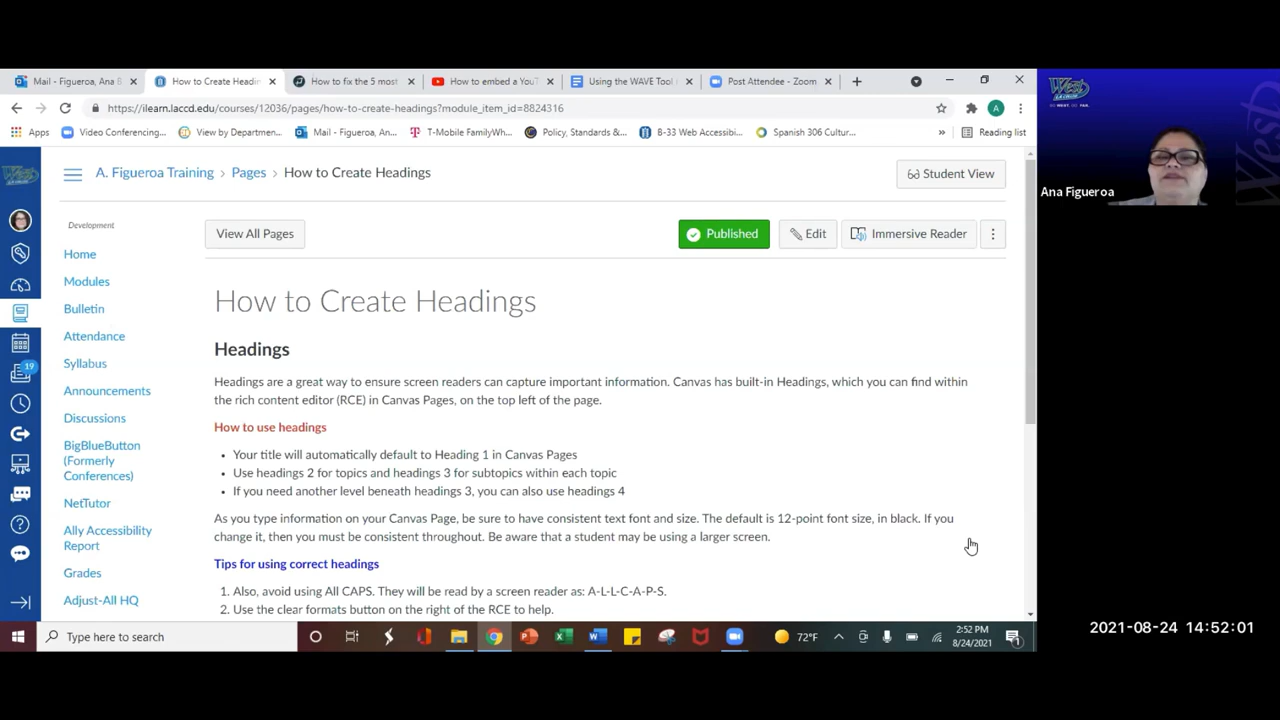 Mail - Figueroa, Ana B
How to Create Headin
How to fix the 5 most
How to embed a YouT
Using the WAVE Tool
Post Attendee - Zoom
https://ilearn.laccd.edu/courses/12036/pages/how-to-create-headings?module_item_id=8824316
A
Apps
Video Conferencing...
View by Departmen...
Mail - Figueroa, An...
T-Mobile FamilyWh...
Policy, Standards &...
B-33 Web Accessibi...
Spanish 306 Cultur...
»
Reading list
West
A. Figueroa Training > Pages > How to Create Headings
Student View
Development
View All Pages
Published
Edit
Immersive Reader
Home
Modules
Bulletin
Attendance
Syllabus
Announcements
Discussions
BigBlueButton
(Formerly
Conferences)
NetTutor
Ally Accessibility
Report
Grades
Adjust-All HQ
19
How to Create Headings
Headings
Headings are a great way to ensure screen readers can capture important information. Canvas has built-in Headings, which you can find within
the rich content editor (RCE) in Canvas Pages, on the top left of the page.
How to use headings
• Your title will automatically default to Heading 1 in Canvas Pages
• Use headings 2 for topics and headings 3 for subtopics within each topic
• If you need another level beneath headings 3, you can also use headings 4
As you type information on your Canvas Page, be sure to have consistent text font and size. The default is 12-point font size, in black. If you
change it, then you must be consistent throughout. Be aware that a student may be using a larger screen.
Tips for using correct headings
1. Also, avoid using All CAPS. They will be read by a screen reader as: A-L-L-C-A-P-S.
2. Use the clear formats button on the right of the RCE to help.
Type here to search
72°F
2:52 PM
8/24/2021
1
West
GO WEST. GO FAR.
Ana Figueroa
West
2021-08-24 14:52:01